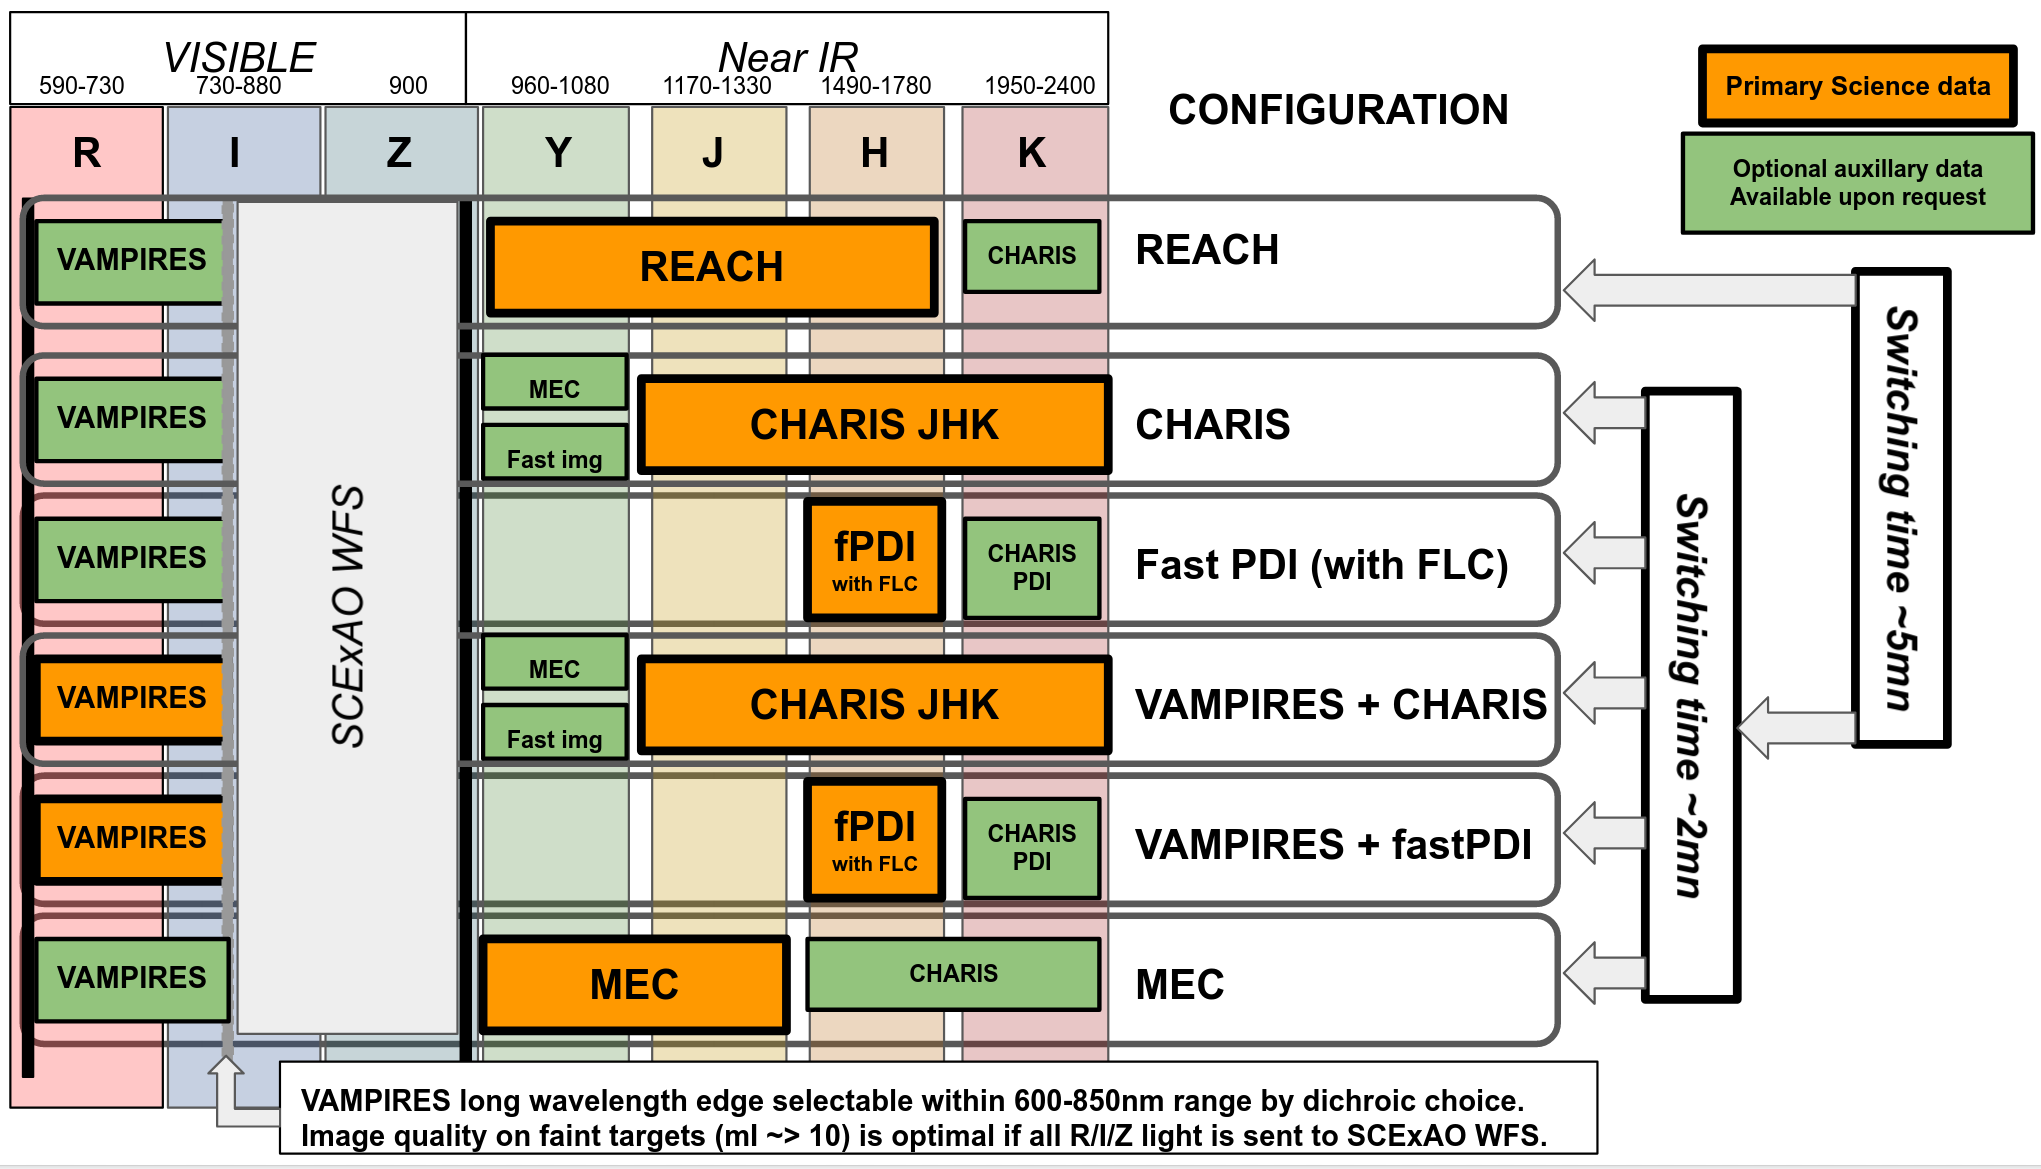 VISIBLE
Near IR
590-730
730-880
900
960-1080
1170-1330
1490-1780
1950-2400
R
I
Z
Y
J
H
K
CONFIGURATION
Primary Science data
Optional auxillary data
Available upon request
VAMPIRES
REACH
CHARIS
REACH
VAMPIRES
MEC
Fast img
CHARIS JHK
CHARIS
VAMPIRES
fPDI
with FLC
CHARIS
PDI
Fast PDI (with FLC)
VAMPIRES
MEC
Fast img
CHARIS JHK
VAMPIRES + CHARIS
VAMPIRES
fPDI
with FLC
CHARIS
PDI
VAMPIRES + fastPDI
VAMPIRES
MEC
CHARIS
MEC
SCExAO WFS
Switching time ~2mn
Switching time ~5mn
VAMPIRES long wavelength edge selectable within 600-850nm range by dichroic choice.
Image quality on faint targets (mI ~> 10) is optimal if all R/I/Z light is sent to SCExAO WFS.